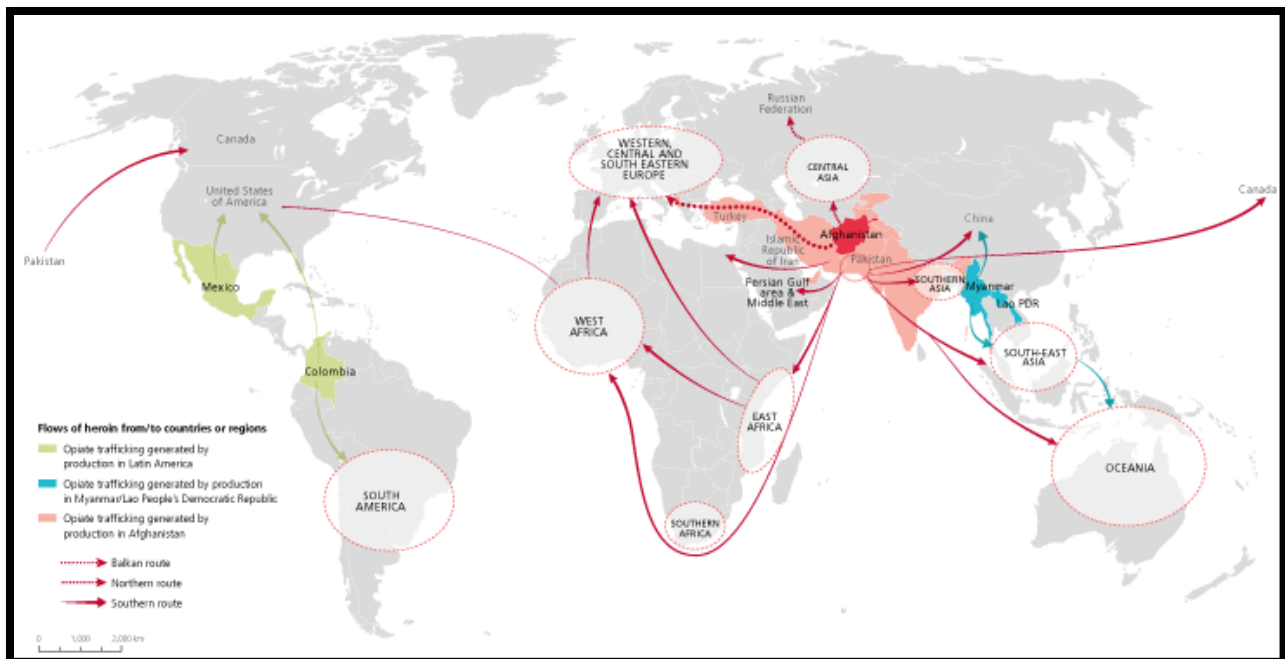 Russian
Federation
Canada
WESTERN,
CENTRAL AND
SOUTH EASTERN
EUROPE
CENTRAL
ASIA
United States
of America
Canada
Turkey
China
Afghanistan
Islamic
Republic
of Iran
Pakistan
Pakistan
Mexico
Persian Gulf
area &
Middle East
SOUTHERN
ASIA
Myanmar
Lao PDR
WEST
AFRICA
SOUTH-EAST
ASIA
Colombia
EAST
AFRICA
OCEANIA
SOUTH
AMERICA
SOUTHERN
AFRICA
Flows of heroin from/to countries or regions
Opiate trafficking generated by
production in Latin America
Opiate trafficking generated by production
in Myanmar/Lao People's Democratic Republic
Opiate trafficking generated by
production in Afghanistan
Balkan route
Northern route
Southern route
0 1,000 2,000 km